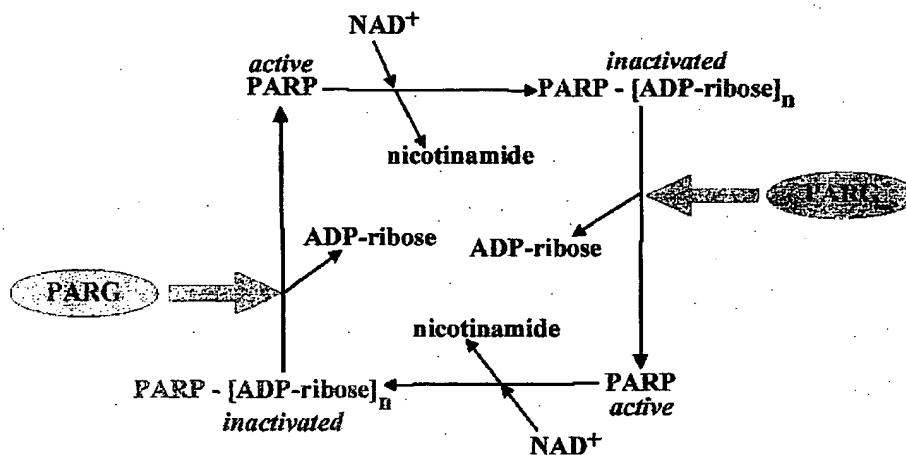 NAD+
active
inactivated
PARP
PARP - [ADP-ribose]n
nicotinamide
PARG
ADP-ribose
ADP-ribose
PARG
nicotinamide
PARP - [ADP-ribose]n
PARP
inactivated
active
NAD+